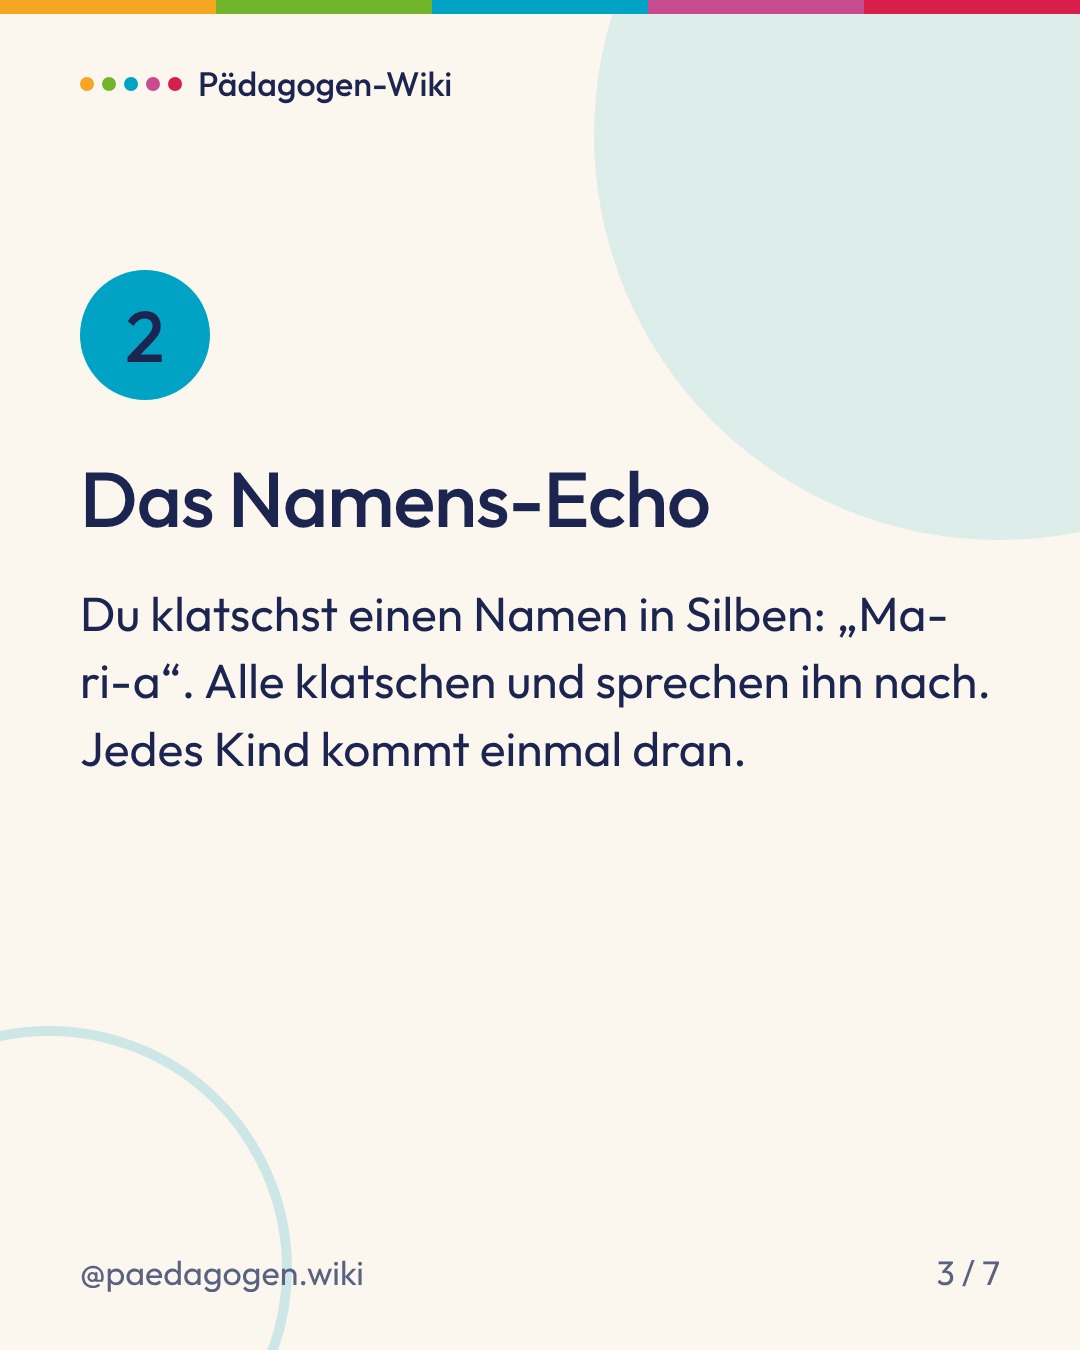 Pädagogen-Wiki
2
Das Namens-Echo
Du klatschst einen Namen in Silben: „Ma-
ri-a“. Alle klatschen und sprechen ihn nach.
Jedes Kind kommt einmal dran.
@paedagogen.wiki
3 / 7